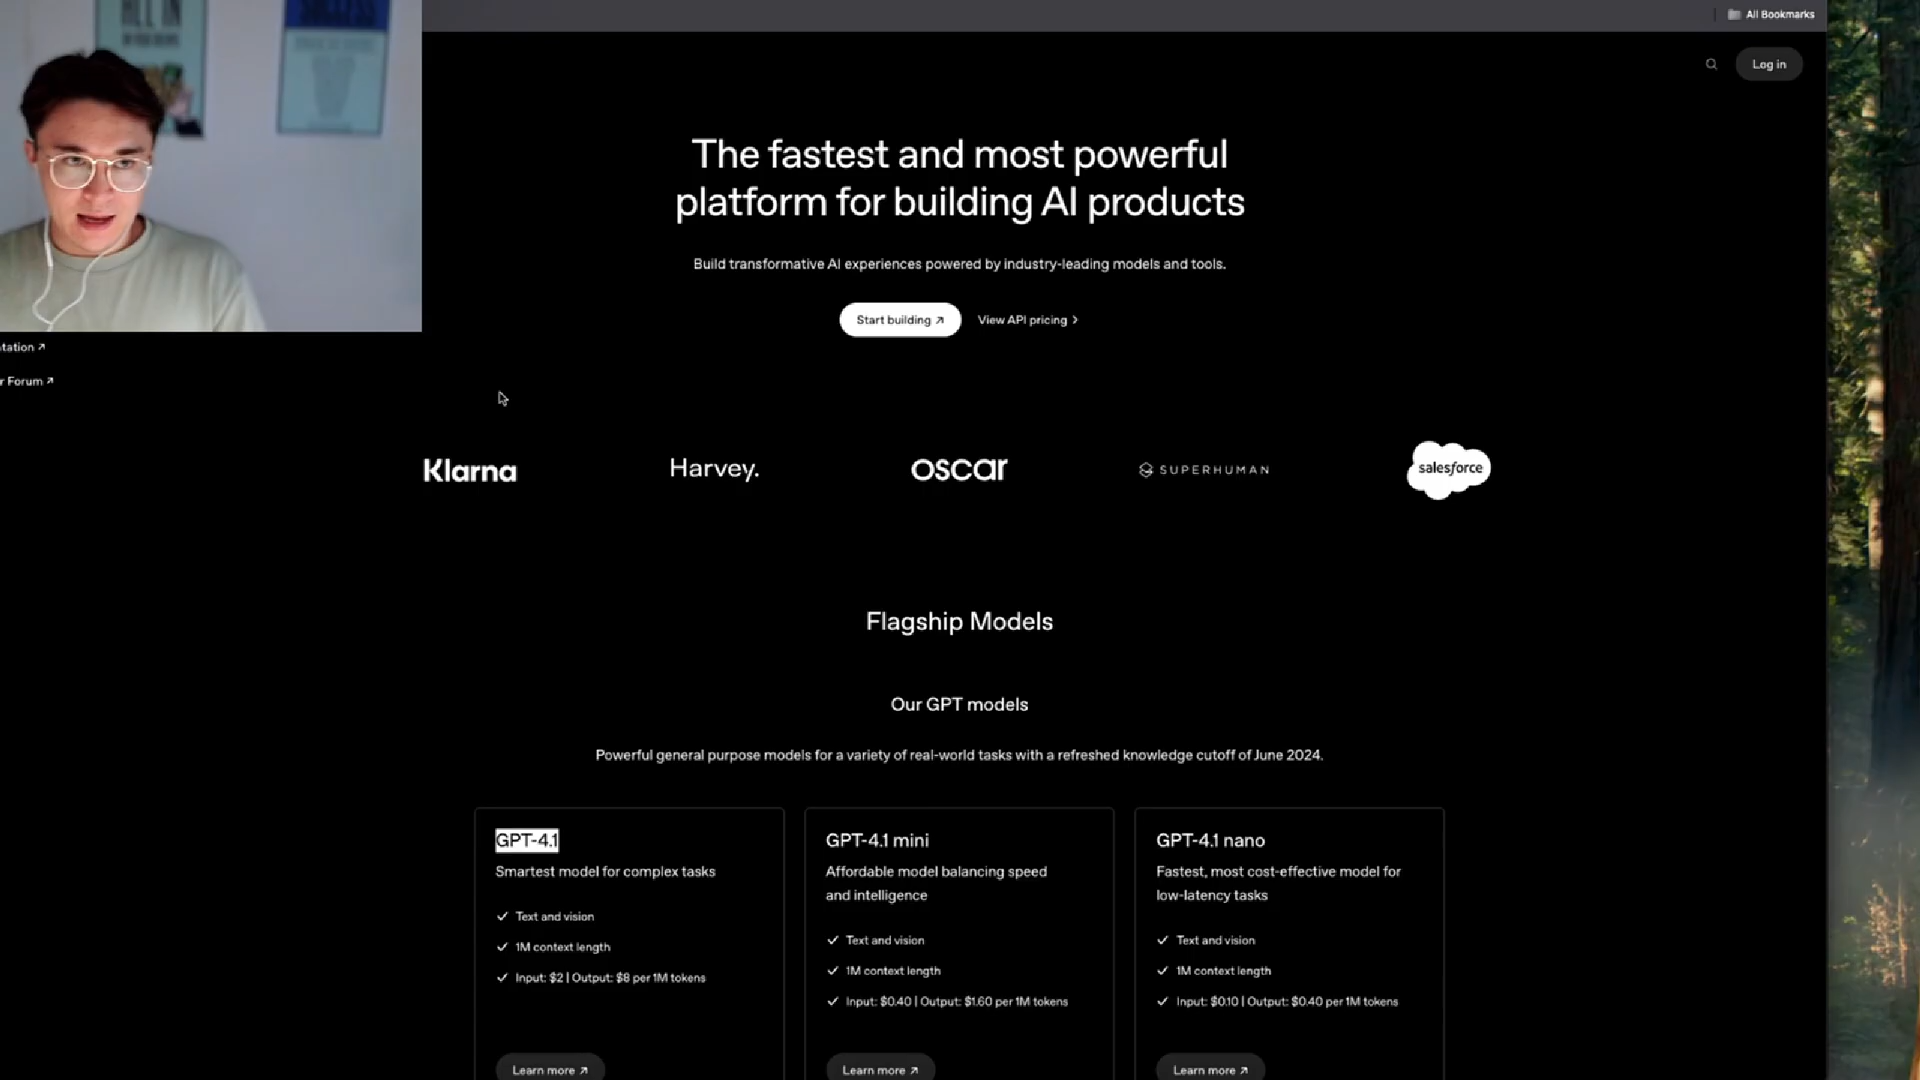 ALL IN
SUCCESS
All Bookmarks
Log in
The fastest and most powerful
platform for building AI products
Build transformative AI experiences powered by industry-leading models and tools.
Start building ↗
View API pricing >
tation ↗
r Forum ↗
Klarna
Harvey.
oscar
SUPERHUMAN
salesforce
Flagship Models
Our GPT models
Powerful general purpose models for a variety of real-world tasks with a refreshed knowledge cutoff of June 2024.
GPT-4.1
Smartest model for complex tasks
✓ Text and vision
✓ 1M context length
✓ Input: $2 | Output: $8 per 1M tokens
Learn more ↗
GPT-4.1 mini
Affordable model balancing speed
and intelligence
✓ Text and vision
✓ 1M context length
✓ Input: $0.40 | Output: $1.60 per 1M tokens
Learn more ↗
GPT-4.1 nano
Fastest, most cost-effective model for
low-latency tasks
✓ Text and vision
✓ 1M context length
✓ Input: $0.10 | Output: $0.40 per 1M tokens
Learn more ↗